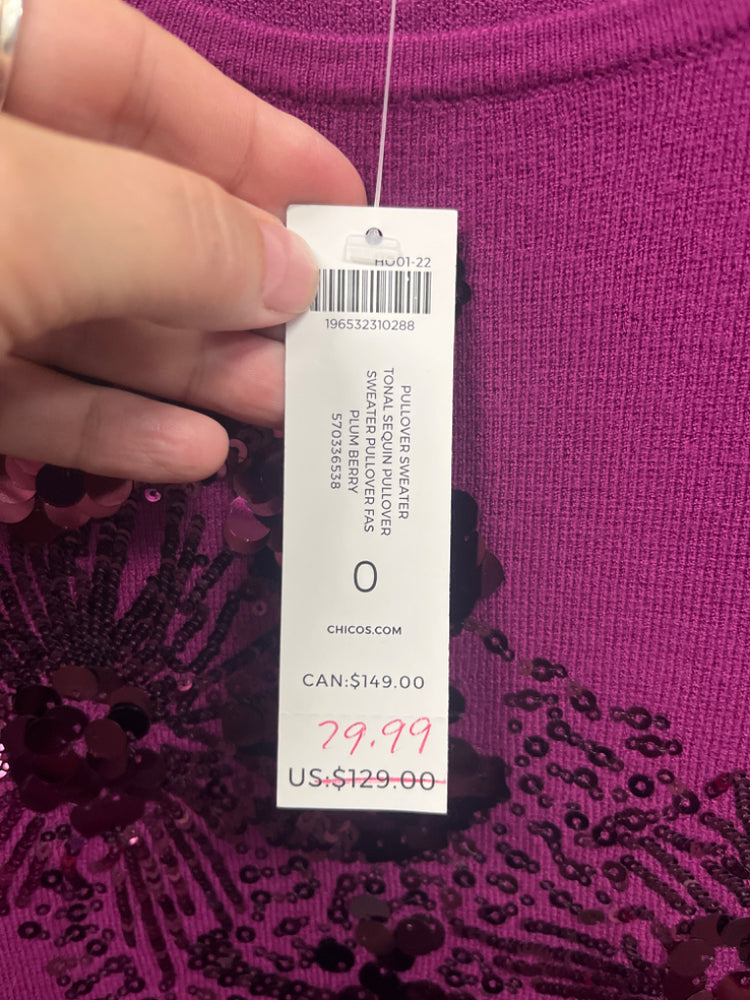 HO01-22
196532310288
PULLOVER SWEATER
TONAL SEQUIN PULLOVER
SWEATER PULLOVER FAS
PLUM BERRY
570336538
0
CHICOS.COM
CAN:$149.00
29.99
US:$129.00